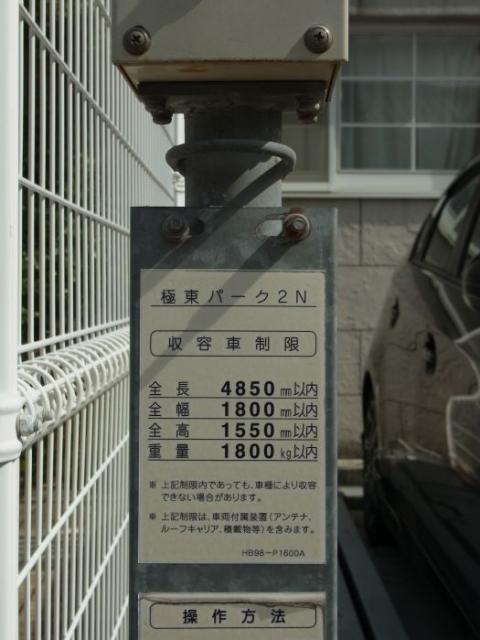 極東パーク2N
収容車制限
全長 4850mm以内
全幅 1800mm以内
全高 1550mm以内
重量 1800kg以内
※ 上記制限内であっても、車種により収容
できない場合があります。
※ 上記制限は、車両付属装置(アンテナ、
ルーフキャリア、積載物等)を含みます。
HB98-P1600A
操作方法